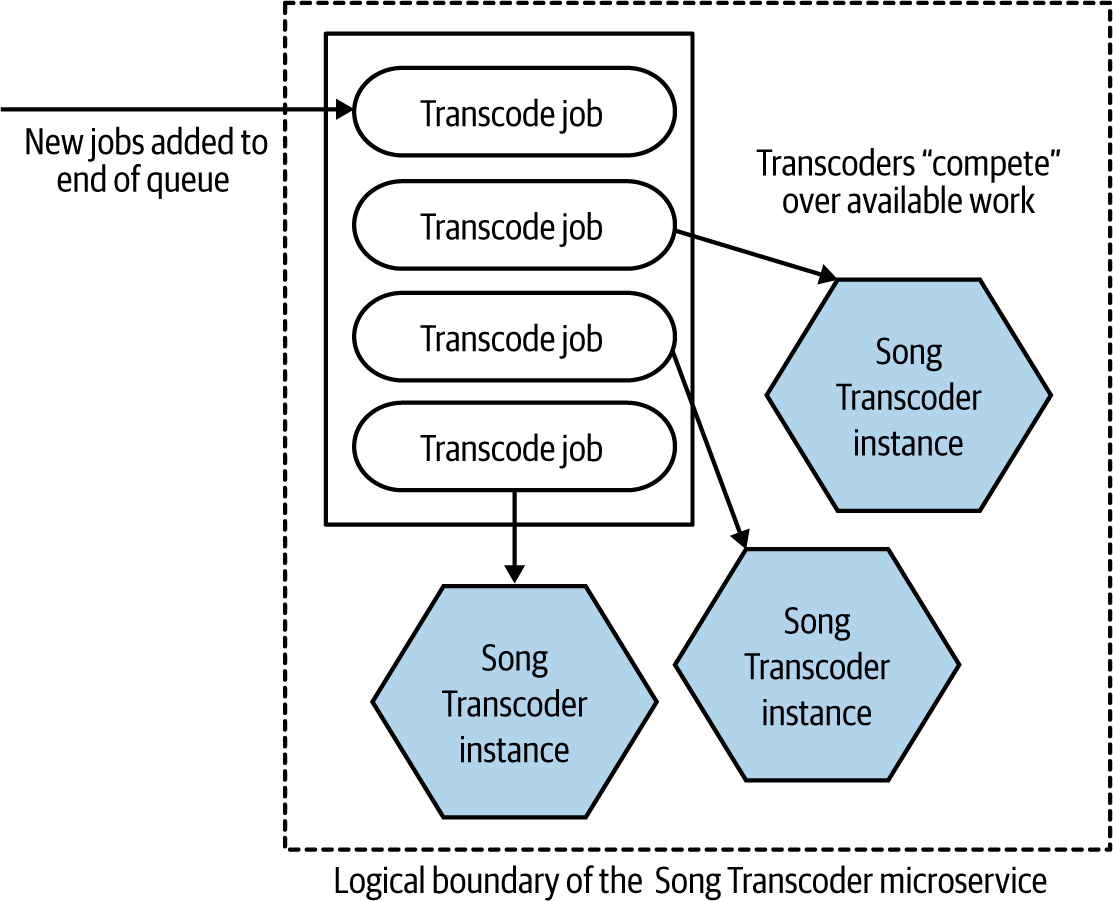 New jobs added to
end of queue
Transcode job
Transcode job
Transcode job
Transcode job
Transcoders “compete”
over available work
Song
Transcoder
instance
Song
Transcoder
instance
Song
Transcoder
instance
Logical boundary of the Song Transcoder microservice